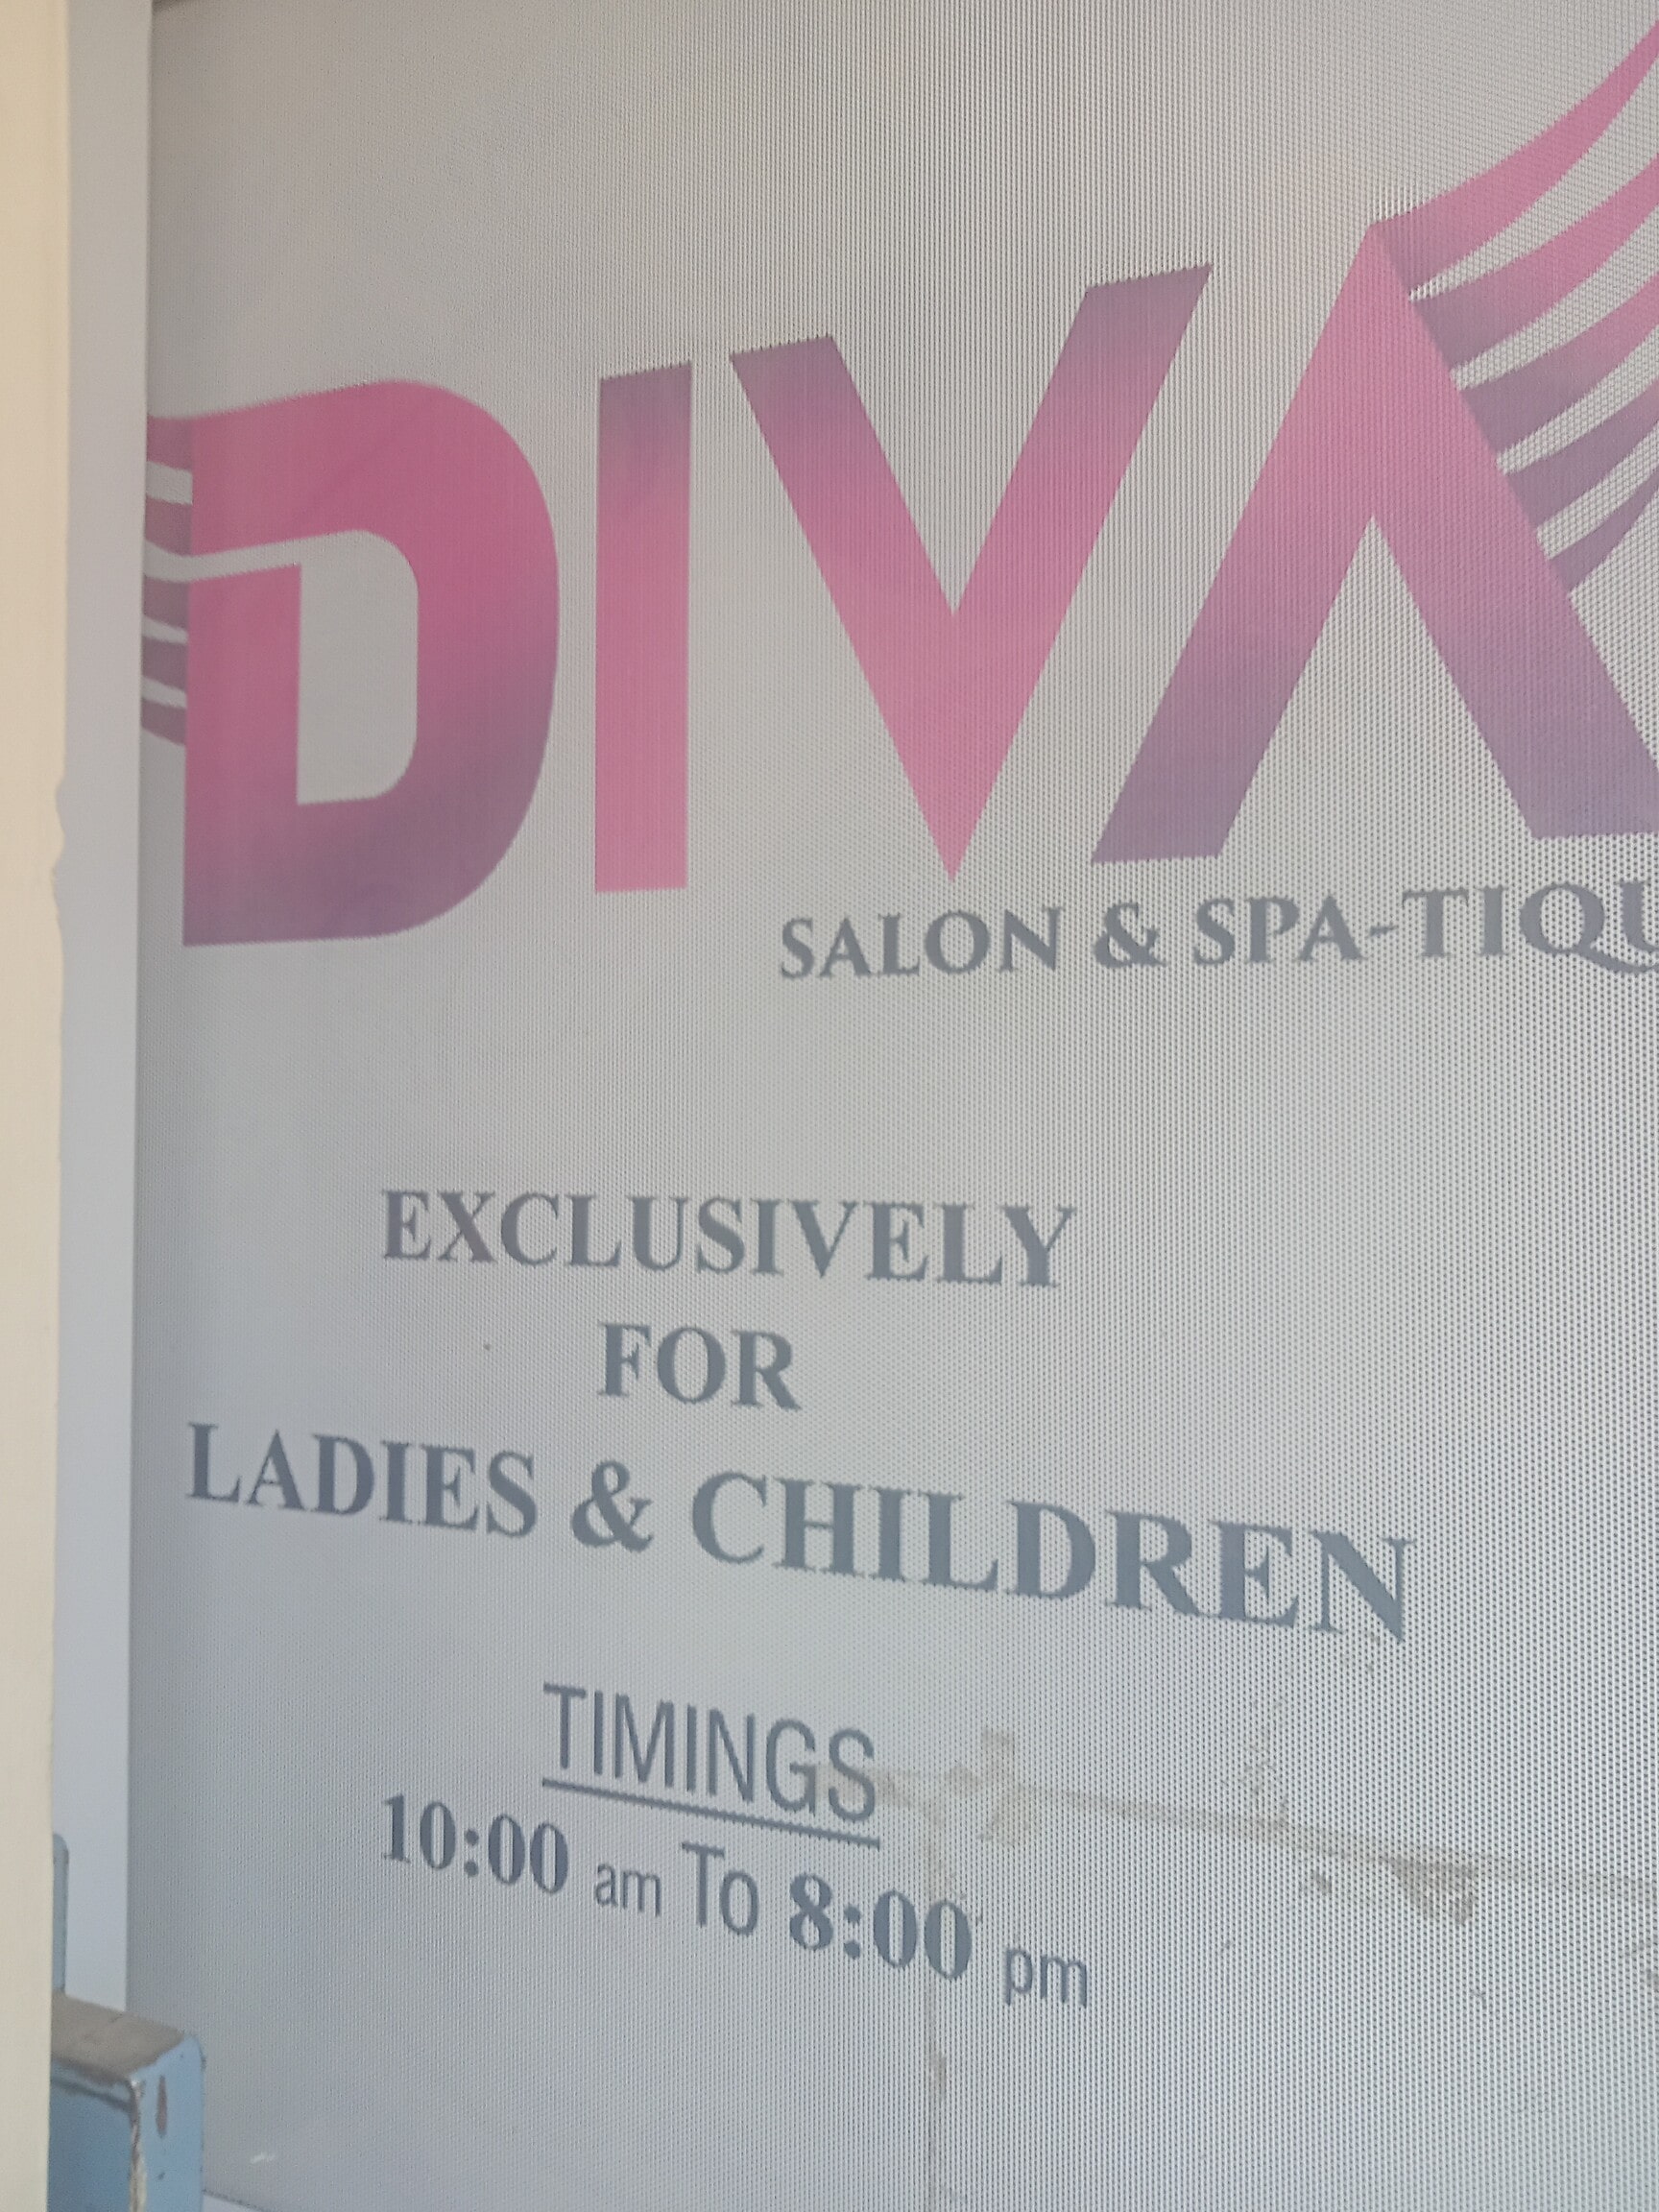 DIVA
SALON & SPA-TIQU
EXCLUSIVELY
FOR
LADIES & CHILDREN
TIMINGS
10:00 am To 8:00 pm